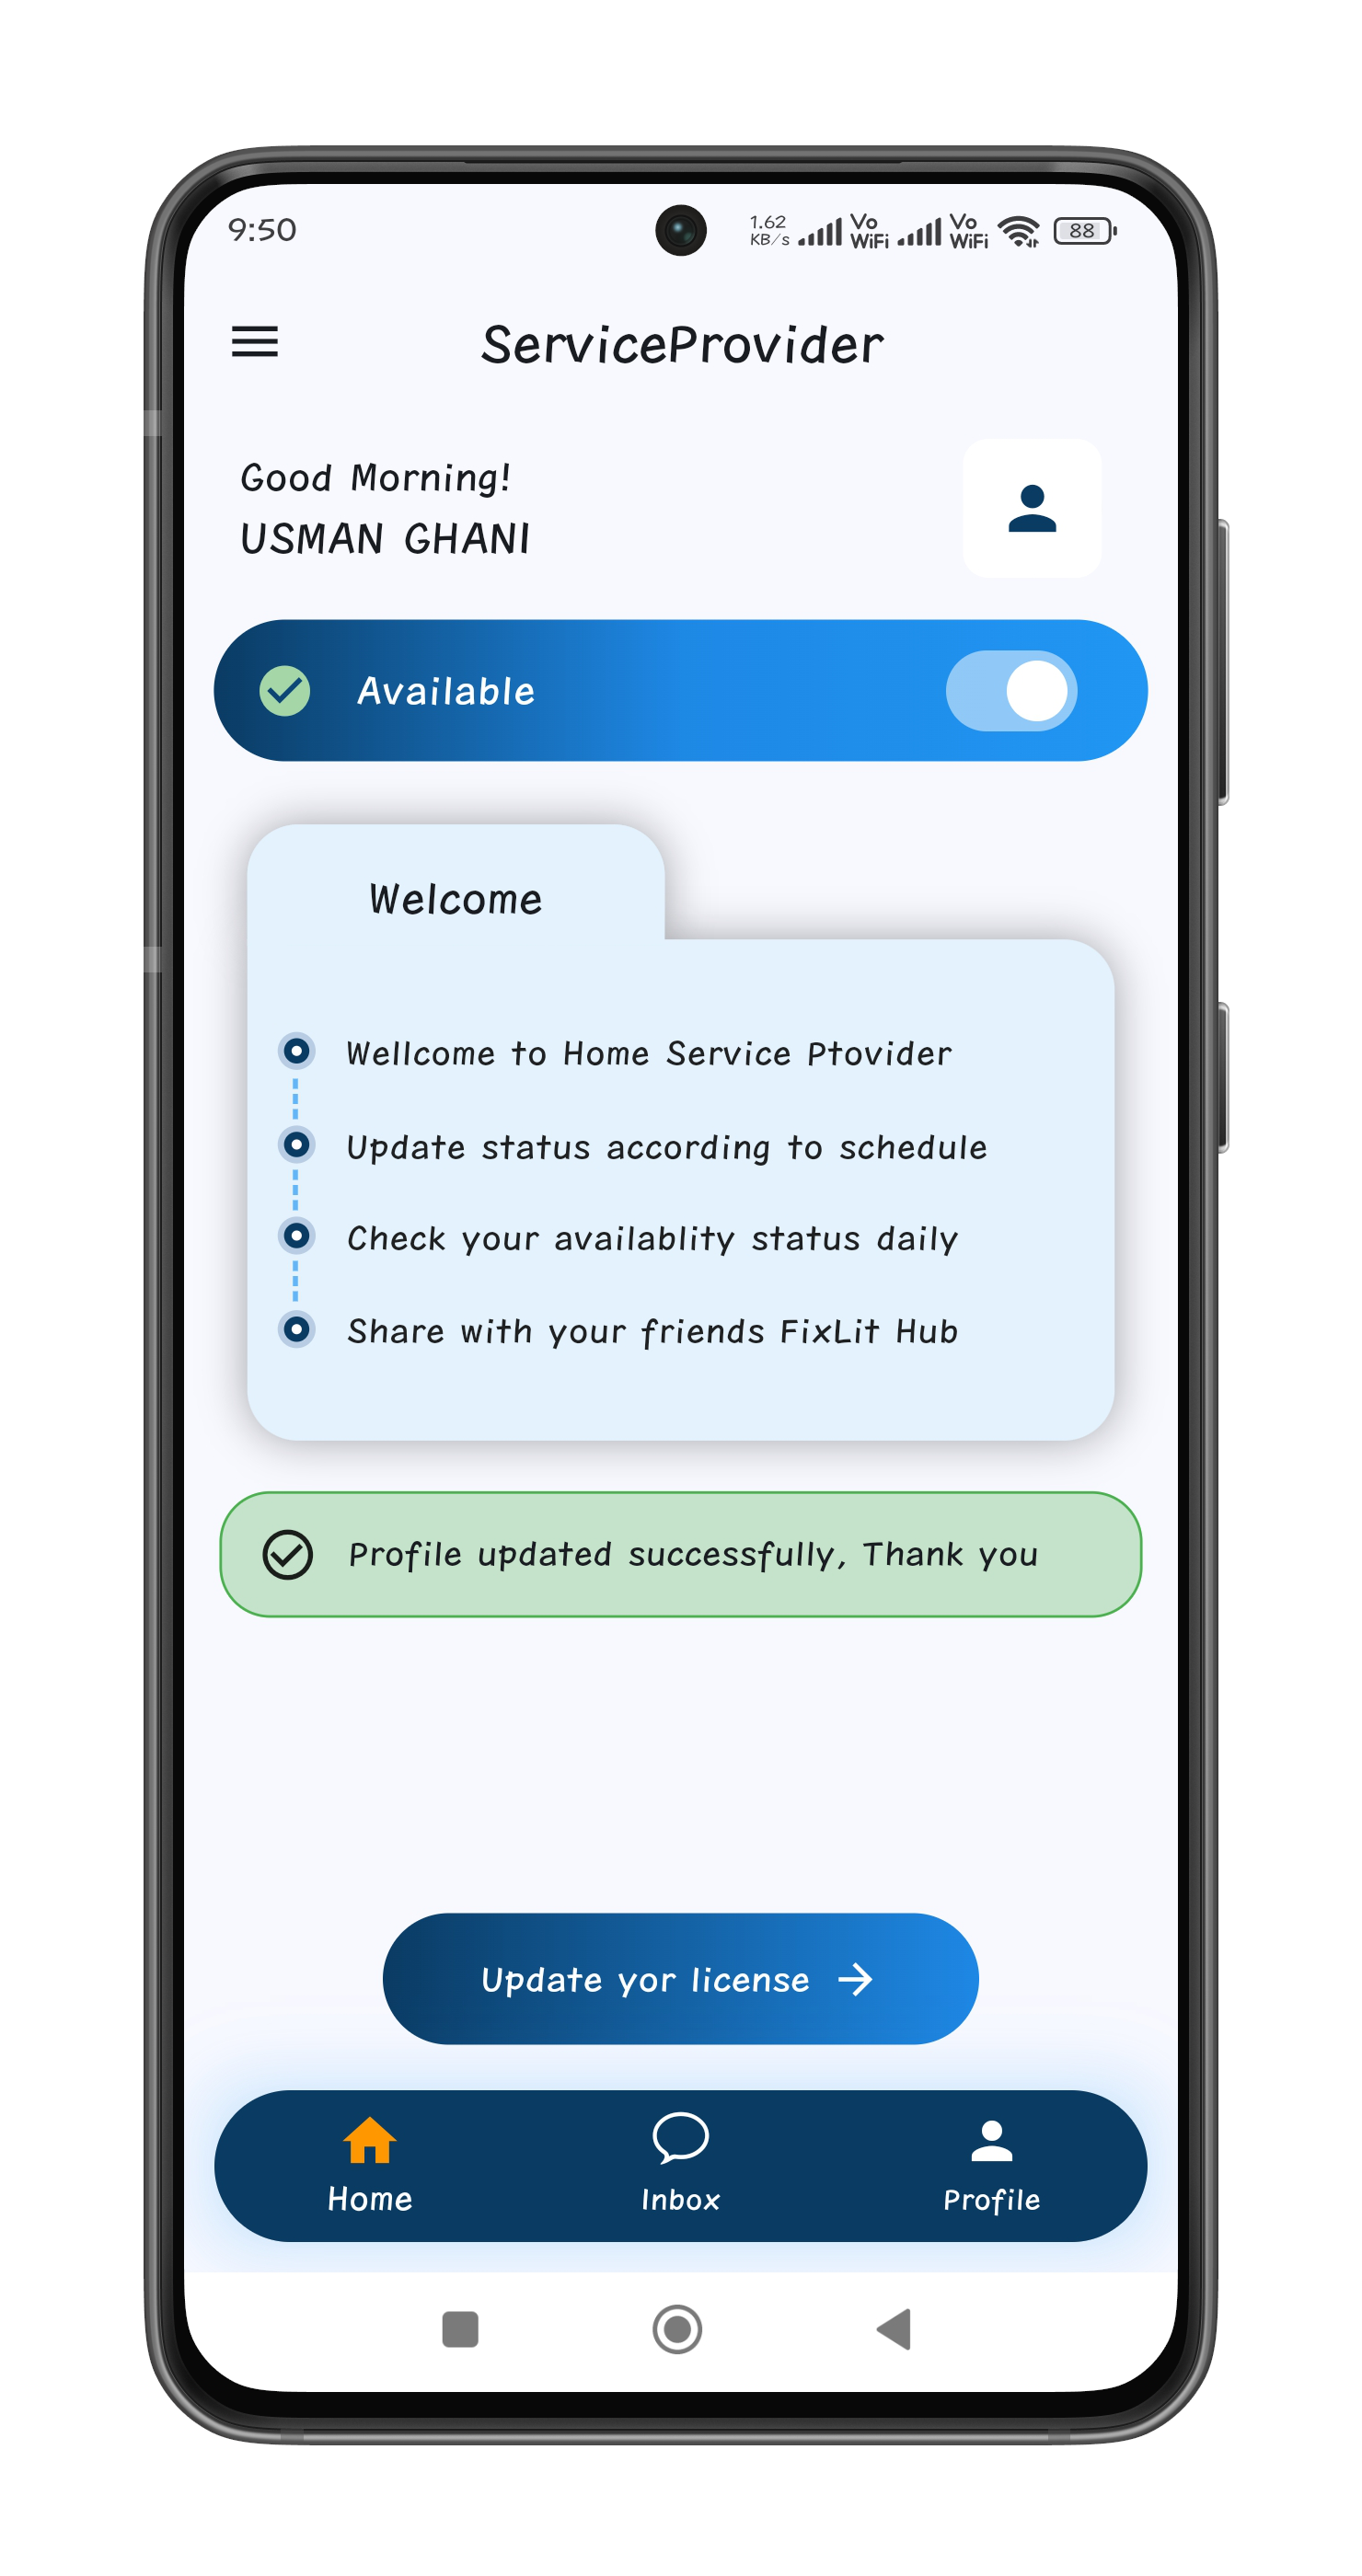 9:50
1.62 KB/s Vo WiFi Vo WiFi 88
ServiceProvider
Good Morning!
USMAN GHANI
Available
Welcome
Wellcome to Home Service Ptovider
Update status according to schedule
Check your availablity status daily
Share with your friends FixLit Hub
Profile updated successfully, Thank you
Update yor license
Home Inbox Profile